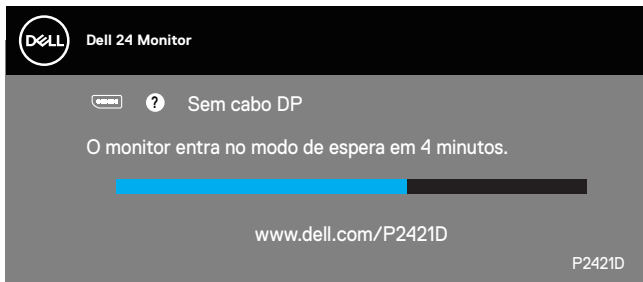 DELL
Dell 24 Monitor
? Sem cabo DP
O monitor entra no modo de espera em 4 minutos.
www.dell.com/P2421D
P2421D